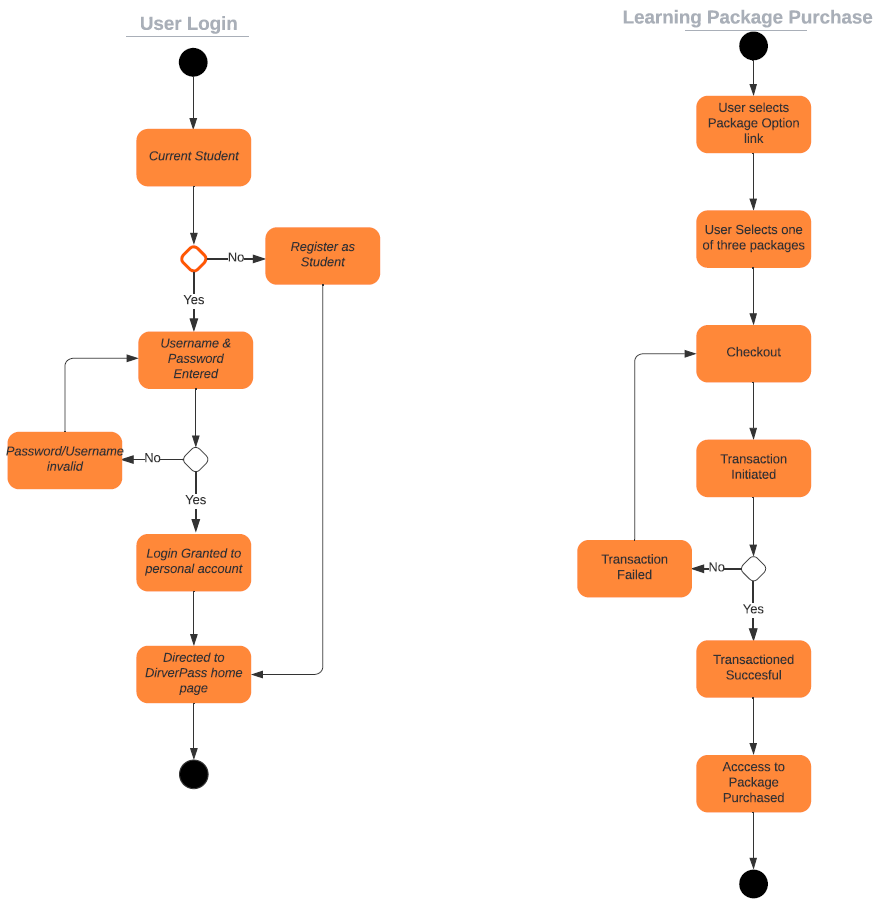 User Login
Current Student
No
Register as
Student
Yes
Username &
Password
Entered
Password/Username
invalid
No
Yes
Login Granted to
personal account
Directed to
DirverPass home
page
Learning Package Purchase
User selects
Package Option
link
User Selects one
of three packages
Checkout
Transaction
Initiated
Transaction
Failed
No
Yes
Transactioned
Succesful
Acccess to
Package
Purchased